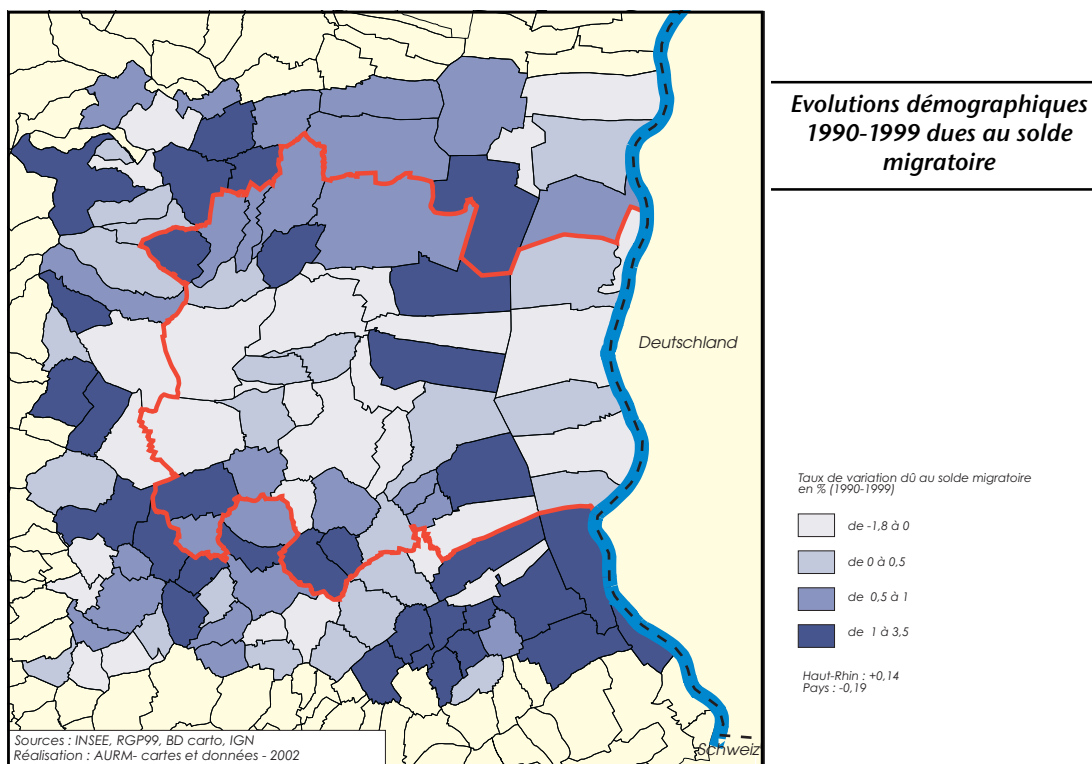 Evolutions démographiques
1990-1999 dues au solde
migratoire
Deutschland
Taux de variation dû au solde migratoire
en % (1990-1999)
de -1,8 à 0
de 0 à 0,5
de 0,5 à 1
de 1 à 3,5
Haut-Rhin : +0,14
Pays : -0,19
Sources : INSEE, RGP99, BD carto, IGN
Réalisation : AURM- cartes et données - 2002
Schweiz